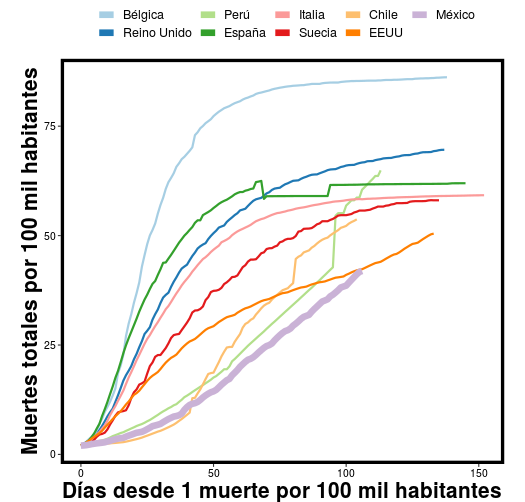 Bélgica Perú Italia Chile México
Reino Unido España Suecia EEUU
Muertes totales por 100 mil habitantes
75
50
25
0
0 50 100 150
Días desde 1 muerte por 100 mil habitantes